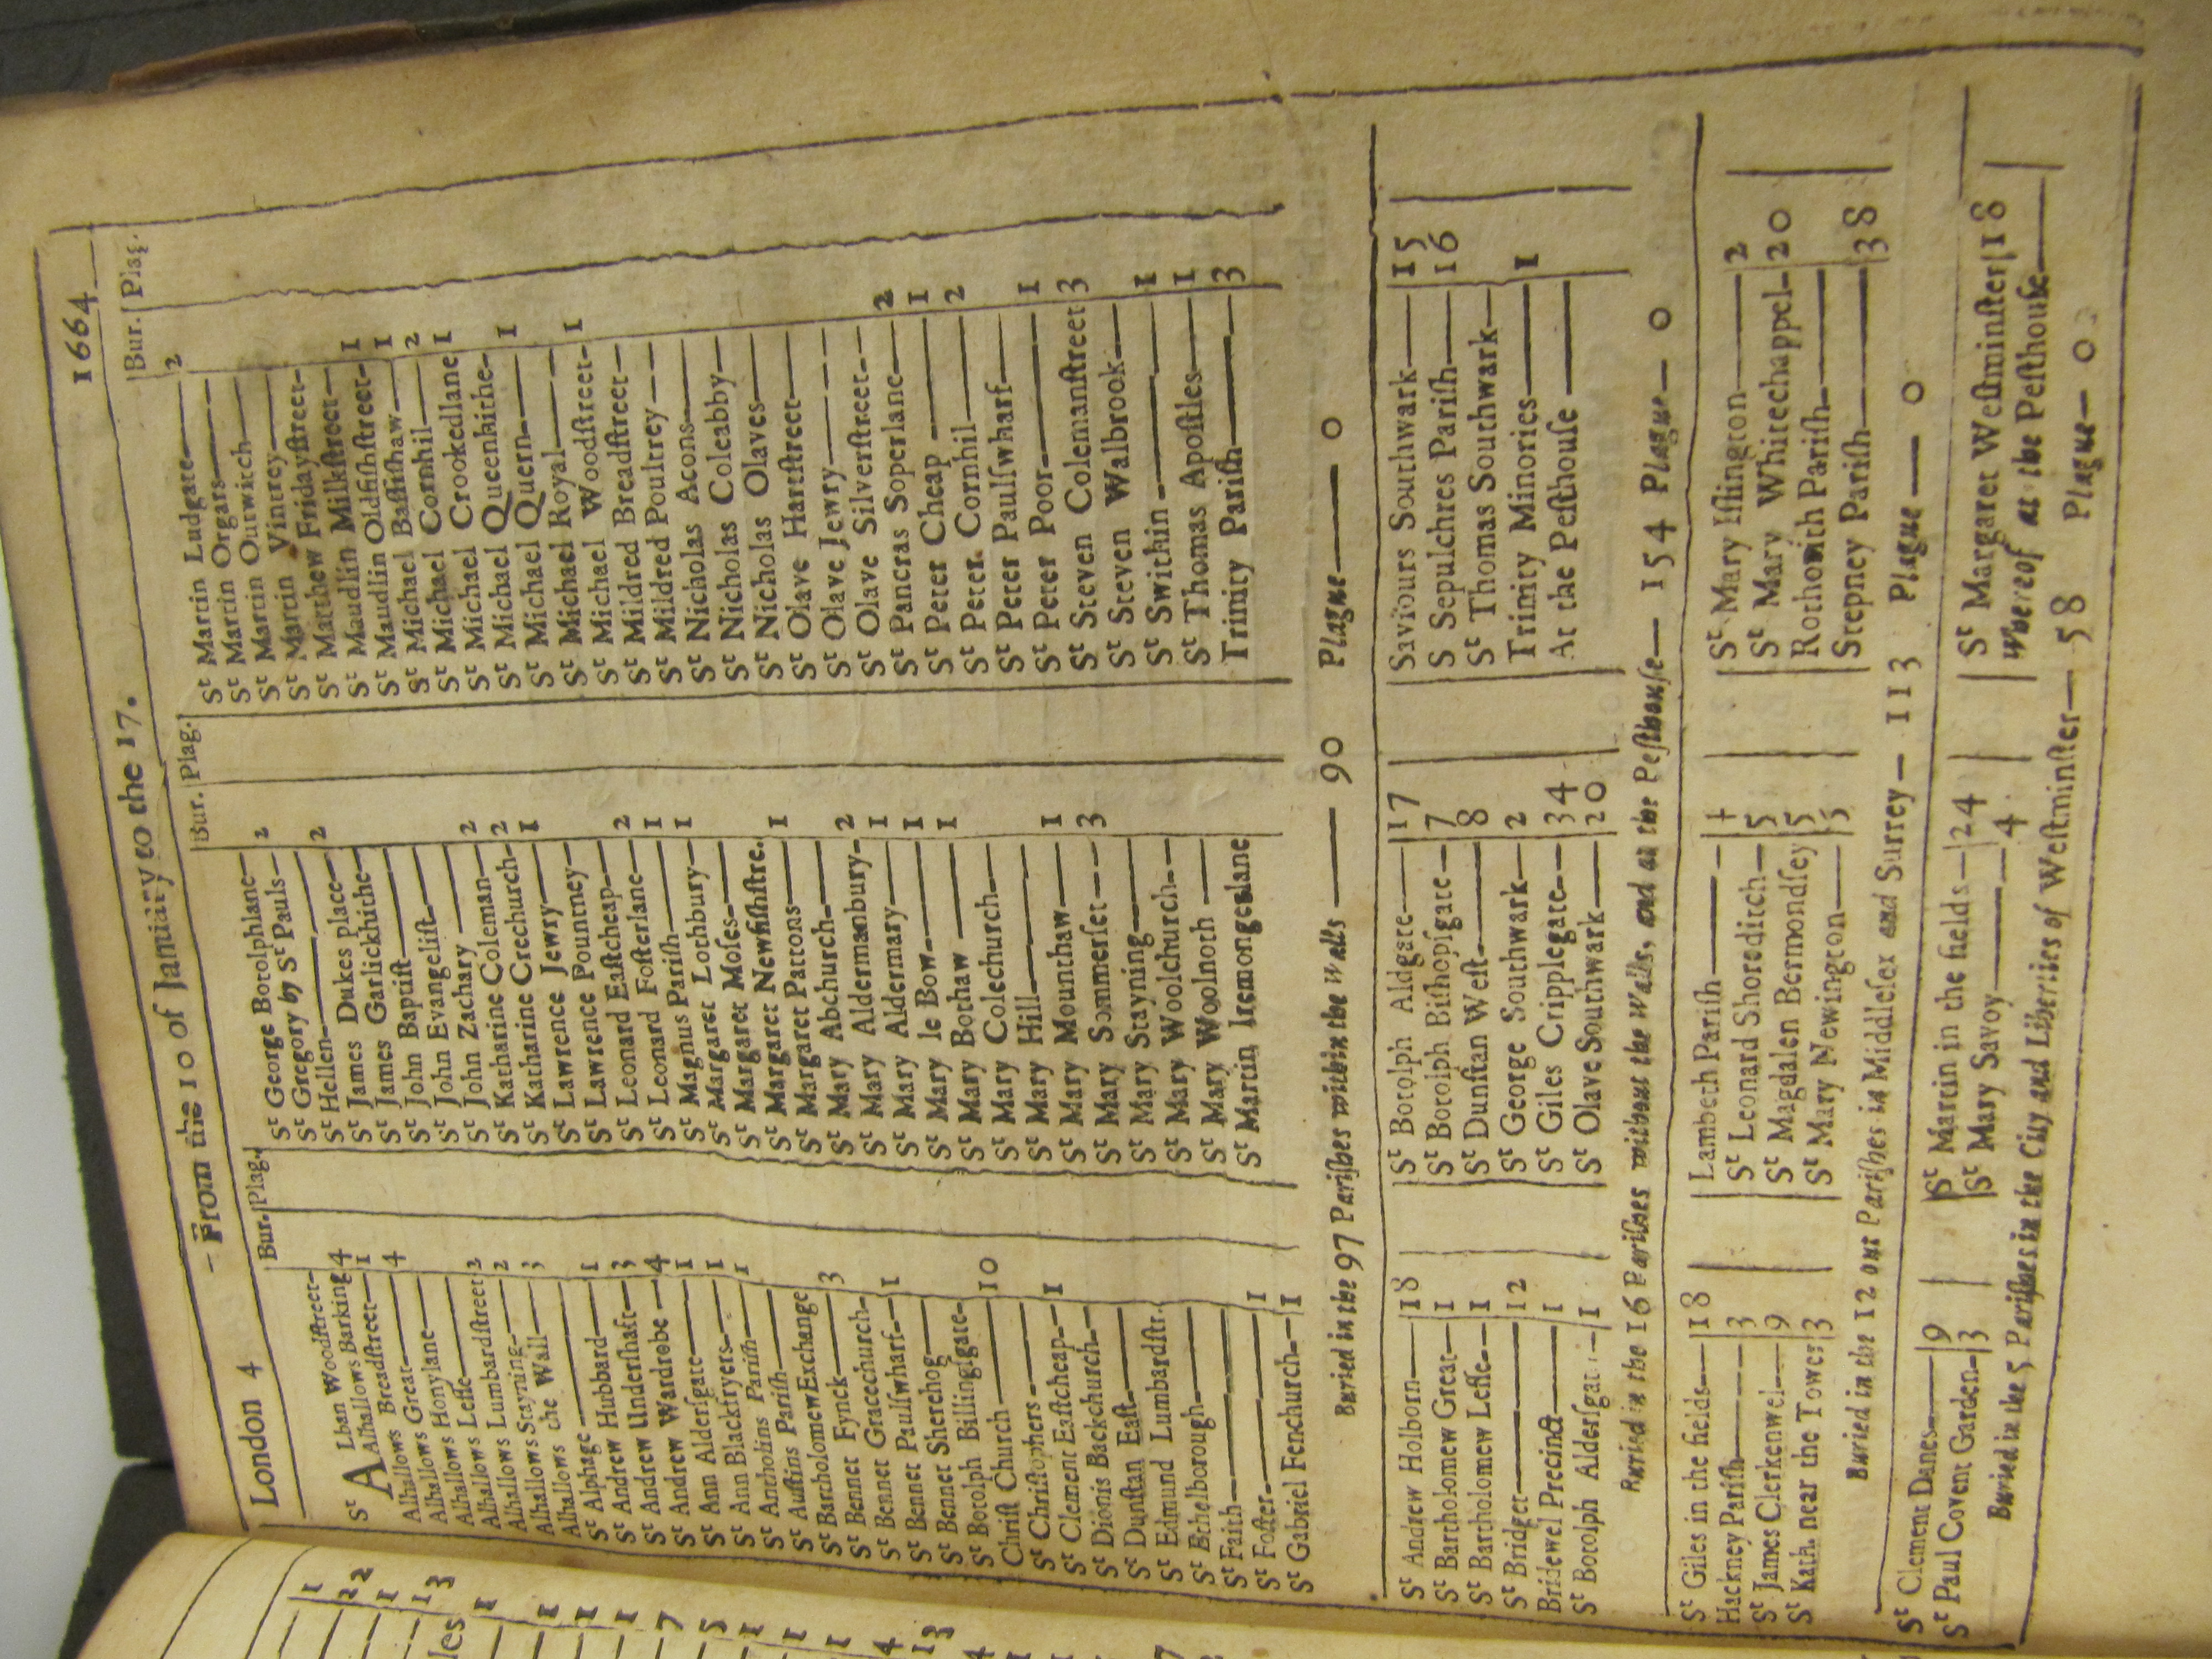 London 4 From the 10 of January to the 17. 1664
Bur. Plag.
St ALban Woodſtreet
Alhallows Barking 4
Alhallows Breadſtreet 1
Alhallows Great 4
Alhallows Honylane
Alhallows Leſſe
Alhallows Lumbardſtreet 2
Alhallows Stayning 2
Alhallows the Wall 3
St Alphage
St Andrew Hubbard 1
St Andrew Underſhaft 3
St Andrew Wardrobe 4
St Ann Alderſgate 1
St Ann Blackfryers 1
St Antholins Pariſh 1
St Auſtins Pariſh
St Bartholomew Exchange
St Bennet Fynck 3
St Bennet Gracechurch
St Bennet Paulſwharf 1
St Bennet Sherehog
St Botolph Billingſgate
Chriſt Church 10
St Chriſtophers
St Clement Eaſtcheap 1
St Dionis Backchurch
St Dunſtan Eaſt
St Edmund Lumbardſtr.
St Ethelborough
St Faith
St Foſter 1
St Gabriel Fenchurch 1
Bur. Plag.
St George Botolphlane
St Gregory by St Pauls 2
St Hellen
St James Dukes place 2
St James Garlickhithe
St John Baptiſt
St John Evangeliſt
St John Zachary
St Katharine Coleman 2
St Katharine Crechurch 2
St Lawrence Jewry 1
St Lawrence Pountney
St Leonard Eaſtcheap
St Leonard Foſterlane 2
St Magnus Pariſh 1
St Margaret Lothbury 1
St Margaret Moſes
St Margaret Newfiſhſtre.
St Margaret Pattons 1
St Mary Abchurch
St Mary Aldermanbury 2
St Mary Aldermary 1
St Mary le Bow 1
St Mary Bothaw 1
St Mary Colechurch
St Mary Hill
St Mary Mounthaw 1
St Mary Sommerſet 3
St Mary Stayning
St Mary Woolchurch
St Mary Woolnoth
St Martin Iremongerlane
Bur. Plag.
St Martin Ludgate 2
St Martin Orgars
St Martin Outwich
St Martin Vintrey
St Matthew Fridayſtreet
St Maudlin Milkſtreet 1
St Maudlin Oldfiſhſtreet 1
St Michael Baſſiſhaw 2
St Michael Cornhil 1
St Michael Crookedlane
St Michael Queenhithe
St Michael Quern 1
St Michael Royal
St Michael Woodſtreet 1
St Mildred Breadſtreet
St Mildred Poultrey
St Nicholas Acons
St Nicholas Coleabby
St Nicholas Olaves
St Olave Hartſtreet
St Olave Jewry
St Olave Silverſtreet
St Pancras Soperlane 2
St Peter Cheap 1
St Peter Cornhil 2
St Peter Paulſwharf
St Peter Poor 1
St Steven Colemanſtreet 3
St Steven Walbrook
St Swithin 1
St Thomas Apoſtles 1
Trinity Pariſh 3
Buried in the 97 Pariſhes within the Walls 90 Plague 0
St Andrew Holborn 18
St Bartholomew Great 1
St Bartholomew Leſſe 1
St Bridget 12
Bridewel Precinct 1
St Botolph Alderſgat 1
St Botolph Aldgate 17
St Botolph Biſhopſgate 7
St Dunſtan Weſt 8
St George Southwark 2
St Giles Cripplegate 34
St Olave Southwark 20
Saviours Southwark 15
S Sepulchres Pariſh 16
St Thomas Southwark
Trinity Minories 1
At the Peſthouſe
Buried in the 16 Pariſhes without the Walls, and at the Peſthouſe 154 Plague 0
St Giles in the fields 18
Hackney Pariſh 3
St James Clerkenwel 9
St Kath. near the Tower 3
Lambeth Pariſh
St Leonard Shoreditch 5
St Magdalen Bermondſey 5
St Mary Newington
St Mary Iſlington 2
St Mary Whitechappel 20
Rothorith Pariſh
Stepney Pariſh 38
Buried in the 12 out Pariſhes in Middleſex and Surrey 113 Plague 0
St Clement Danes 9
St Paul Covent Garden 3
St Martin in the fields 24
St Mary Savoy 4
St Margaret Weſtminſter 18
Whereof at the Peſthouſe
Buried in the 5 Pariſhes in the City and Liberties of Weſtminſter 58 Plague 0